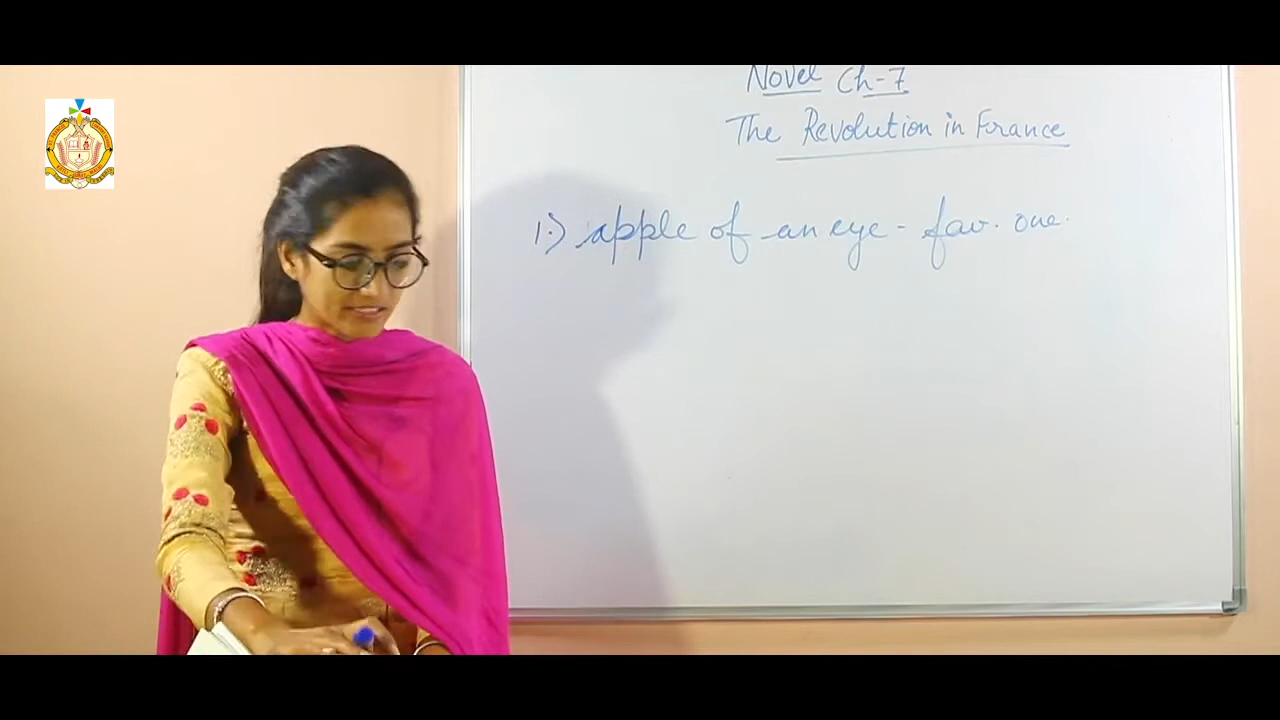 Novel Ch-7
The Revolution in France
1.) apple of an eye - fav. one.